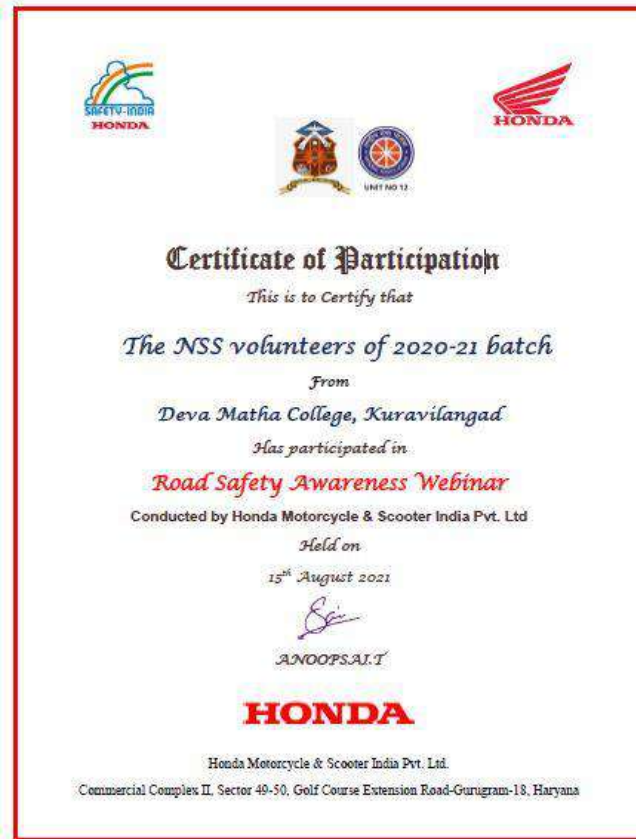 SAFETY-INDIA
HONDA
HONDA
UNIT NO 12
Certificate of Participation
This is to Certify that
The NSS volunteers of 2020-21 batch
From
Deva Matha College, Kuravilangad
Has participated in
Road Safety Awareness Webinar
Conducted by Honda Motorcycle & Scooter India Pvt. Ltd
Held on
15th August 2021
ANOOPSAI.T
HONDA
Honda Motorcycle & Scooter India Pvt. Ltd.
Commercial Complex II, Sector 49-50, Golf Course Extension Road-Gurugram-18, Haryana